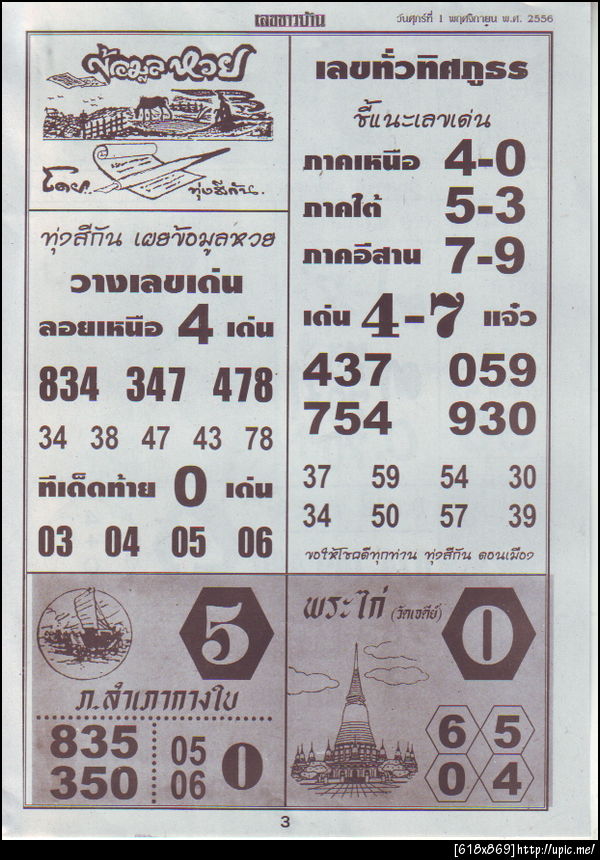 เลขชาวบ้าน
วันศุกร์ที่ 1 พฤศจิกายน พ.ศ. 2556
ข้อมูลหวย
โดย.. ทุ่งสีกัน.
ทุ่งสีกัน เผยข้อมูลหวย
วางเลขเด่น
ลอยเหนือ 4 เด่น
834 347 478
34 38 47 43 78
ทีเด็ดท้าย 0 เด่น
03 04 05 06
เลขทั่วทิศภูธร
ชี้แนะเลขเด่น
ภาคเหนือ 4-0
ภาคใต้ 5-3
ภาคอีสาน 7-9
เด่น 4-7 แจ๋ว
437 059
754 930
37 59 54 30
34 50 57 39
ขอให้โชคดีทุกท่าน ทุ่งสีกัน ดอนเมือง
5
ภ.สำเภากางใบ
835
350
05
06
0
พระไก่ (วัดเจดีย์)
0
6 5
0 4
3
[618x869]http://upic.me/